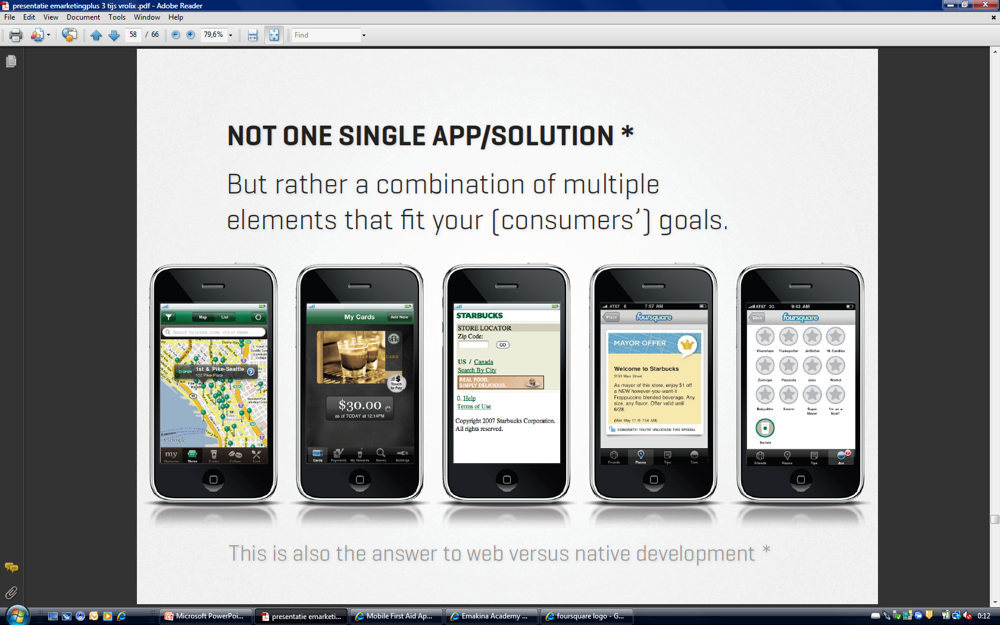 presentatie emarketingplus 3 tijs vrolix .pdf - Adobe Reader
File Edit View Document Tools Window Help
58 / 66 79,6% Find
NOT ONE SINGLE APP/SOLUTION *
But rather a combination of multiple
elements that fit your (consumers’) goals.
Map List
Search by postal code, city or street...
Denny Way
OPEN 1st & Pike-Seattle
102 Pike Place
Google
my Starbucks Stores Drinks Coffees Food
My Cards Add New
STARBUCKS CARD
Touch
to Pay
$30.00
as of TODAY at 12:14PM
Cards Payments My Rewards Stores Settings
STARBUCKS
STORE LOCATOR
Zip Code:
GO
US / Canada
Search By City
REAL FOOD.
SIMPLY DELICIOUS.
0. Help
Terms of Use
Copyright 2007 Starbucks Corporation.
All rights reserved.
AT&T E 7:57 AM
Place foursquare
MAYOR OFFER
Welcome to Starbucks
As mayor of this store, enjoy $1 off
a NEW however-you-want-it
Frappuccino blended beverage. Any
size, any flavor. Offer valid until
6/28.
(Mon May 17 @ 7:56 AM)
CONGRATS! YOU'VE UNLOCKED THIS SPECIAL
Friends Places Tips Tom
AT&T 3G 9:43 AM
Back foursquare
Overshare Trainspotter JetSetter 16 Candles
Zoetrope Pizzaiolo Jobs Warhol
Babysitter Swarm Super Mayor I'm on a boat!
Barista
Friends Places Tips Joe
This is also the answer to web versus native development *
Microsoft PowerPoi... presentatie emarketi... Mobile First Aid Ap... Emakina Academy ... foursquare logo - G... 0:12